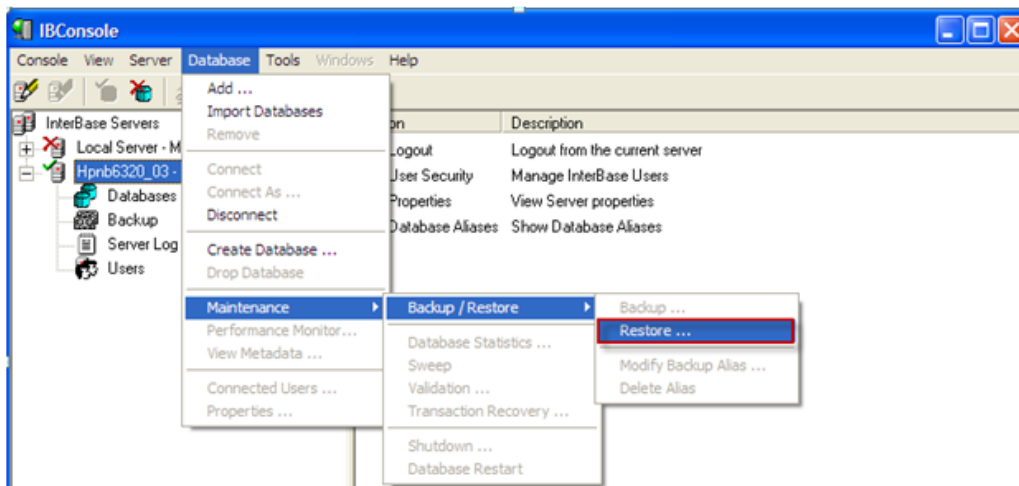 IBConsole
Console View Server Database Tools Windows Help
Add ...
Import Databases
Remove
Connect
Connect As ...
Disconnect
Create Database ...
Drop Database
Maintenance
Performance Monitor...
View Metadata ...
Connected Users ...
Properties ...
InterBase Servers
Local Server - M
Hpnb6320_03 -
Databases
Backup
Server Log
Users
on Description
Logout Logout from the current server
User Security Manage InterBase Users
Properties View Server properties
Database Aliases Show Database Aliases
Backup / Restore
Database Statistics ...
Sweep
Validation ...
Transaction Recovery ...
Shutdown ...
Database Restart
Backup ...
Restore ...
Modify Backup Alias ...
Delete Alias